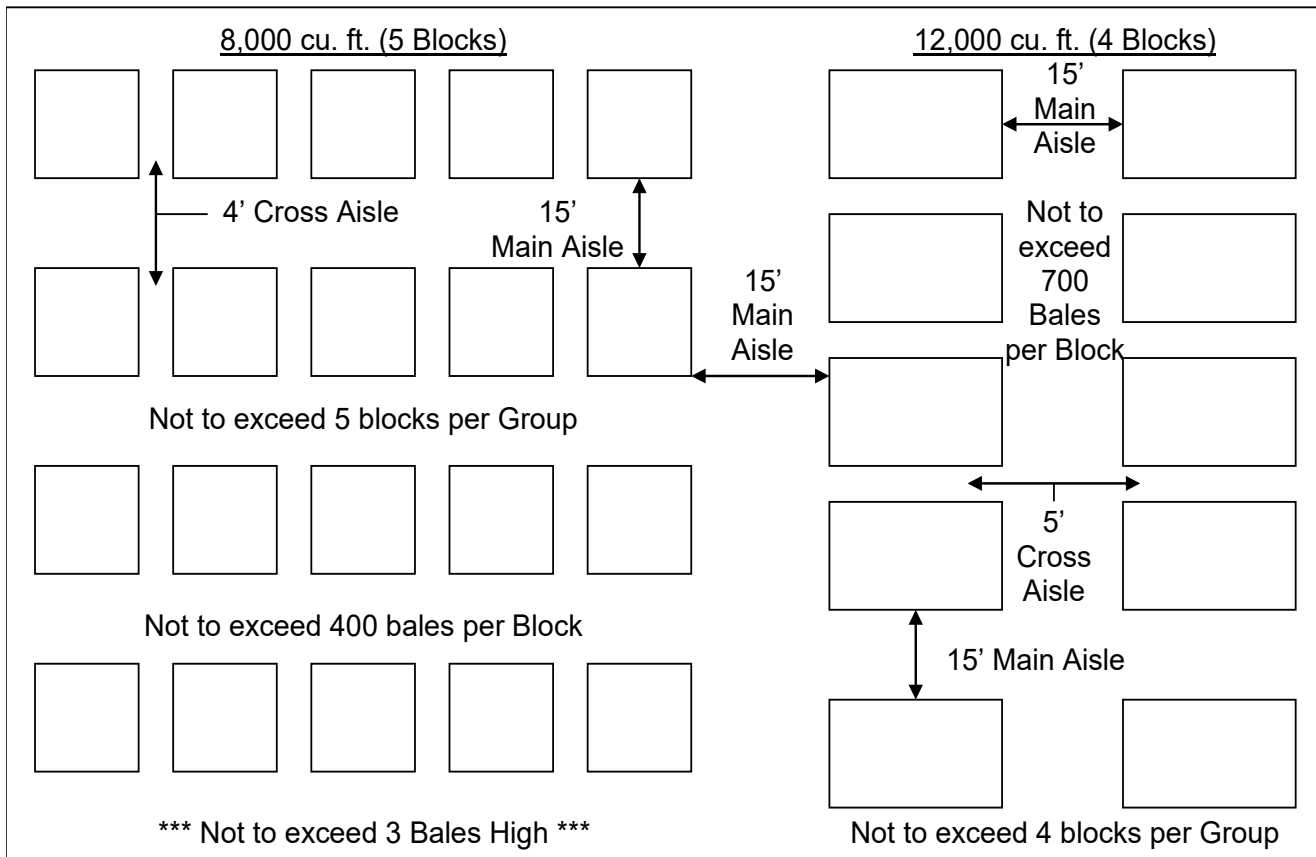 8,000 cu. ft. (5 Blocks)
12,000 cu. ft. (4 Blocks)
15’
Main
Aisle
4’ Cross Aisle
15’
Main Aisle
Not to
exceed
700
Bales
per Block
15’
Main
Aisle
Not to exceed 5 blocks per Group
5’
Cross
Aisle
Not to exceed 400 bales per Block
15’ Main Aisle
*** Not to exceed 3 Bales High ***
Not to exceed 4 blocks per Group